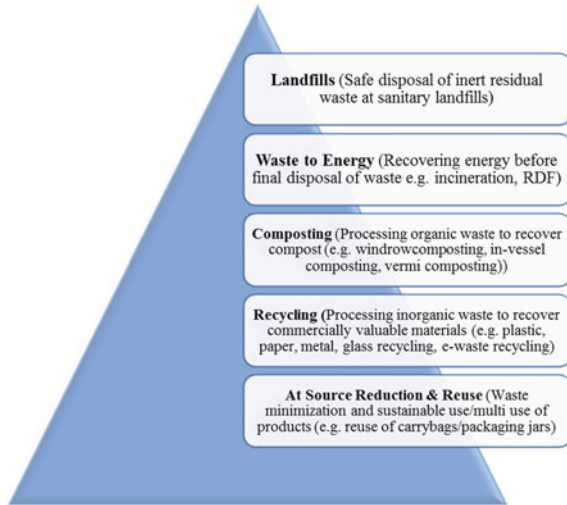 Landfills (Safe disposal of inert residual
waste at sanitary landfills)
Waste to Energy (Recovering energy before
final disposal of waste e.g. incineration, RDF)
Composting (Processing organic waste to recover
compost (e.g. windrowcomposting, in-vessel
composting, vermi composting))
Recycling (Processing inorganic waste to recover
commercially valuable materials (e.g. plastic,
paper, metal, glass recycling, e-waste recycling)
At Source Reduction & Reuse (Waste
minimization and sustainable use/multi use of
products (e.g. reuse of carrybags/packaging jars)